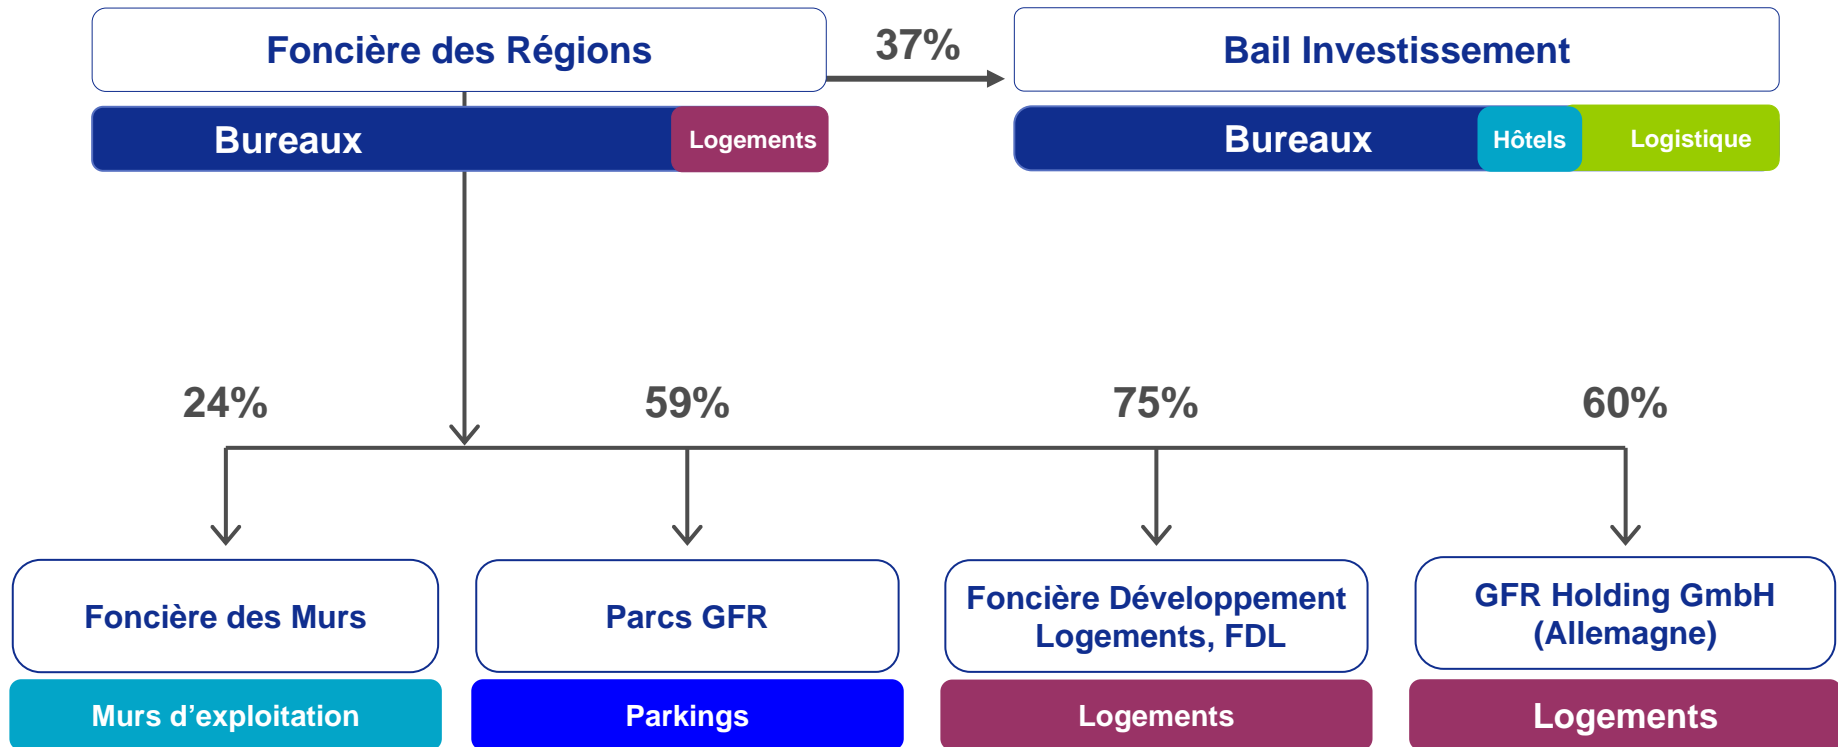 Foncière des Régions
37%
Bail Investissement
Bureaux
Logements
Bureaux
Hôtels
Logistique
24%
59%
75%
60%
Foncière des Murs
Parcs GFR
Foncière Développement
Logements, FDL
GFR Holding GmbH
(Allemagne)
Murs d’exploitation
Parkings
Logements
Logements